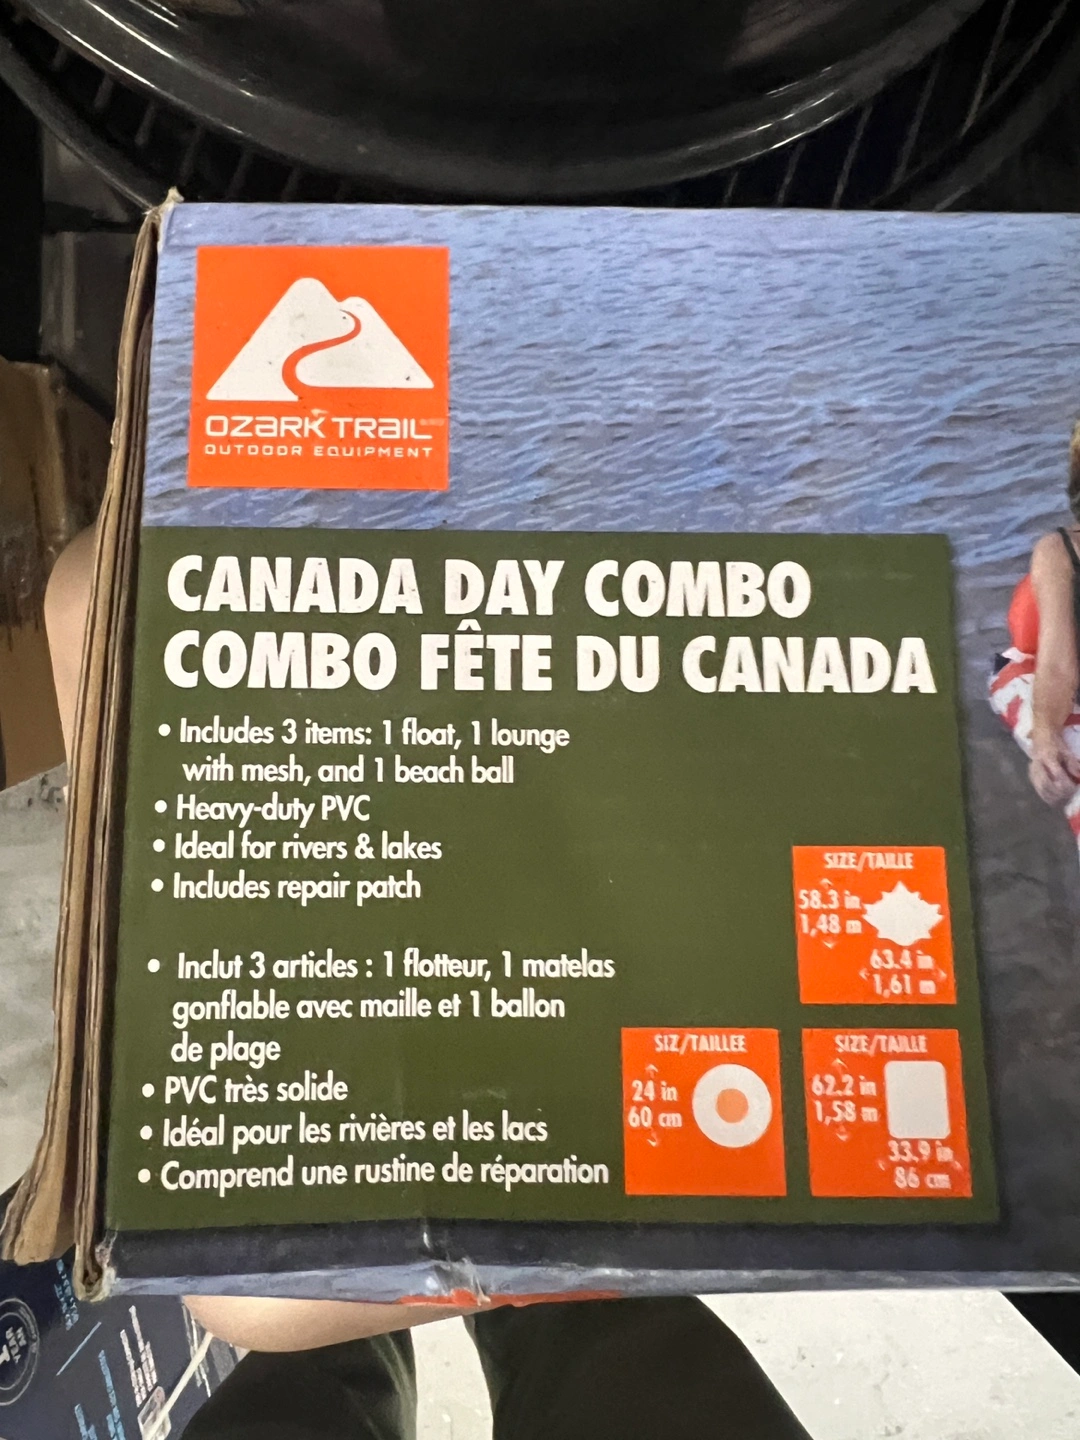 OZARK TRAIL
OUTDOOR EQUIPMENT
CANADA DAY COMBO
COMBO FÊTE DU CANADA
• Includes 3 items: 1 float, 1 lounge
with mesh, and 1 beach ball
• Heavy-duty PVC
• Ideal for rivers & lakes
• Includes repair patch
• Inclut 3 articles : 1 flotteur, 1 matelas
gonflable avec maille et 1 ballon
de plage
• PVC très solide
• Idéal pour les rivières et les lacs
• Comprend une rustine de réparation
SIZE/TAILLE
58.3 in
1,48 m
63.4 in
1,61 m
SIZ/TAILLEE
24 in
60 cm
SIZE/TAILLE
62.2 in
1,58 m
33.9 in
86 cm